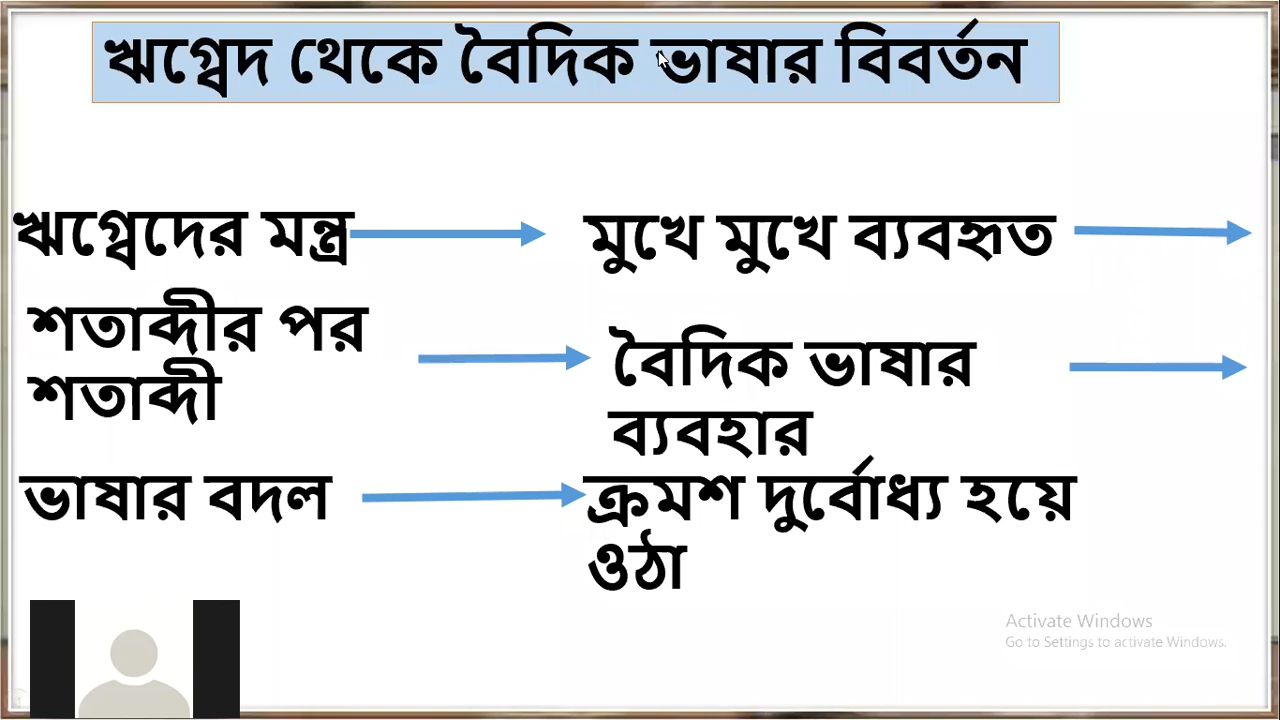 ঋগ্বেদ থেকে বৈদিক ভাষার বিবর্তন
ঋগ্বেদের মন্ত্র
মুখে মুখে ব্যবহৃত
শতাব্দীর পর
শতাব্দী
বৈদিক ভাষার
ব্যবহার
ভাষার বদল
ক্রমশ দুর্বোধ্য হয়ে
ওঠা
Activate Windows
Go to Settings to activate Windows.